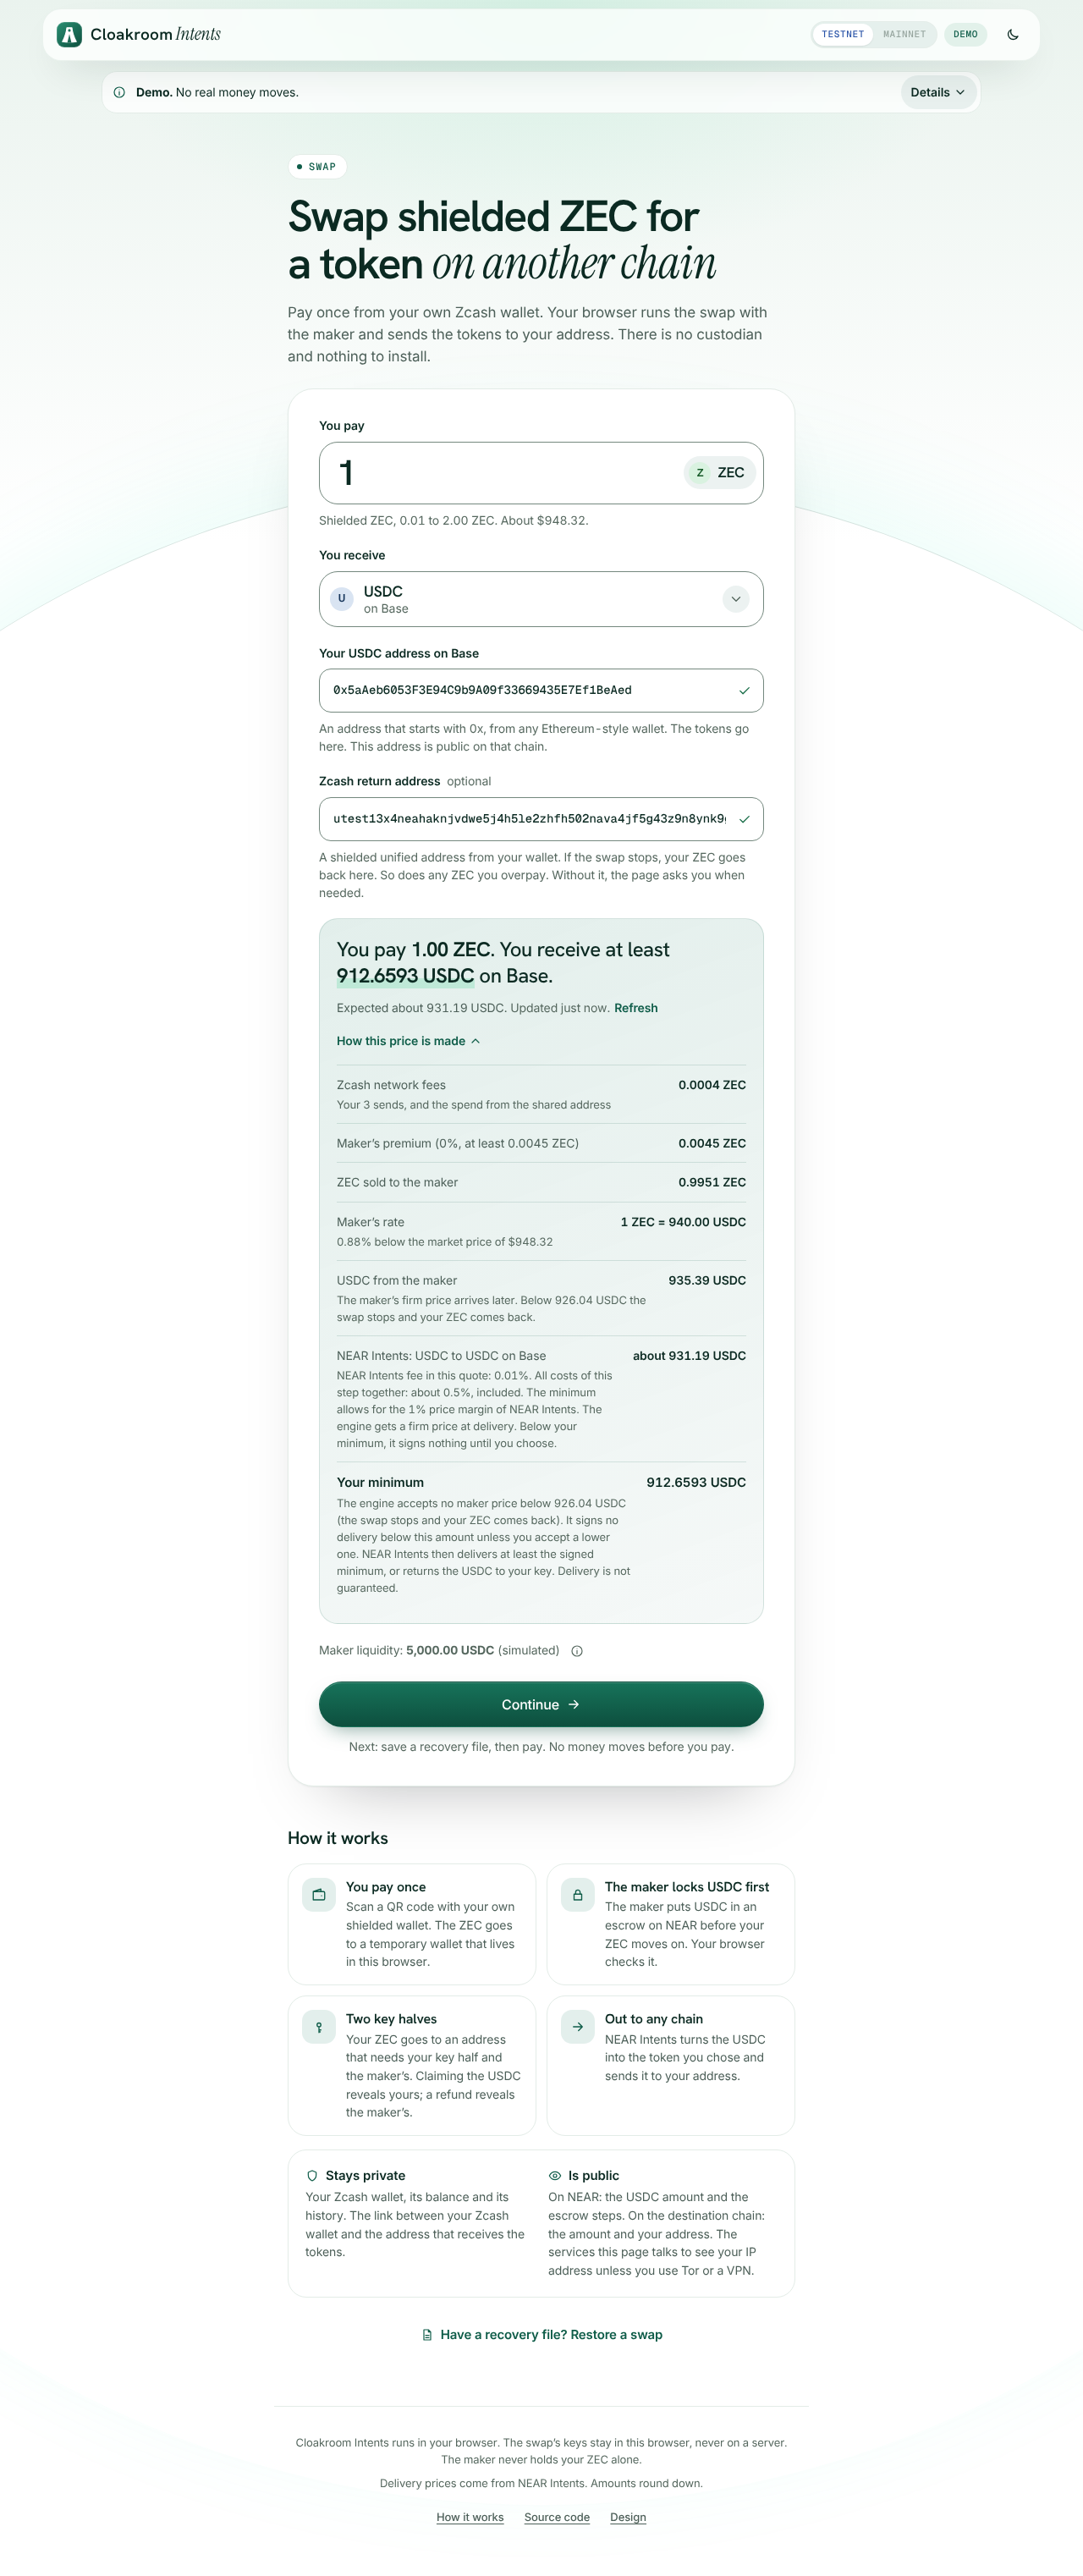 Cloakroom Intents
TESTNET MAINNET DEMO
Demo. No real money moves.
Details
SWAP
Swap shielded ZEC for
a token on another chain
Pay once from your own Zcash wallet. Your browser runs the swap with
the maker and sends the tokens to your address. There is no custodian
and nothing to install.
You pay
1
Z ZEC
Shielded ZEC, 0.01 to 2.00 ZEC. About $948.32.
You receive
U
USDC
on Base
Your USDC address on Base
0x5aAeb6053F3E94C9b9A09f33669435E7Ef1BeAed
An address that starts with 0x, from any Ethereum-style wallet. The tokens go
here. This address is public on that chain.
Zcash return address optional
utest13x4neahaknjvdwe5j4h5le2zhfh502nava4jf5g43z9n8ynk9
A shielded unified address from your wallet. If the swap stops, your ZEC goes
back here. So does any ZEC you overpay. Without it, the page asks you when
needed.
You pay 1.00 ZEC. You receive at least
912.6593 USDC on Base.
Expected about 931.19 USDC. Updated just now. Refresh
How this price is made
Zcash network fees 0.0004 ZEC
Your 3 sends, and the spend from the shared address
Maker's premium (0%, at least 0.0045 ZEC) 0.0045 ZEC
ZEC sold to the maker 0.9951 ZEC
Maker's rate 1 ZEC = 940.00 USDC
0.88% below the market price of $948.32
USDC from the maker 935.39 USDC
The maker's firm price arrives later. Below 926.04 USDC the
swap stops and your ZEC comes back.
NEAR Intents: USDC to USDC on Base about 931.19 USDC
NEAR Intents fee in this quote: 0.01%. All costs of this
step together: about 0.5%, included. The minimum
allows for the 1% price margin of NEAR Intents. The
engine gets a firm price at delivery. Below your
minimum, it signs nothing until you choose.
Your minimum 912.6593 USDC
The engine accepts no maker price below 926.04 USDC
(the swap stops and your ZEC comes back). It signs no
delivery below this amount unless you accept a lower
one. NEAR Intents then delivers at least the signed
minimum, or returns the USDC to your key. Delivery is not
guaranteed.
Maker liquidity: 5,000.00 USDC (simulated)
Continue
Next: save a recovery file, then pay. No money moves before you pay.
How it works
You pay once
Scan a QR code with your own
shielded wallet. The ZEC goes
to a temporary wallet that lives
in this browser.
The maker locks USDC first
The maker puts USDC in an
escrow on NEAR before your
ZEC moves on. Your browser
checks it.
Two key halves
Your ZEC goes to an address
that needs your key half and
the maker's. Claiming the USDC
reveals yours; a refund reveals
the maker's.
Out to any chain
NEAR Intents turns the USDC
into the token you chose and
sends it to your address.
Stays private
Your Zcash wallet, its balance and its
history. The link between your Zcash
wallet and the address that receives the
tokens.
Is public
On NEAR: the USDC amount and the
escrow steps. On the destination chain:
the amount and your address. The
services this page talks to see your IP
address unless you use Tor or a VPN.
Have a recovery file? Restore a swap
Cloakroom Intents runs in your browser. The swap's keys stay in this browser, never on a server.
The maker never holds your ZEC alone.
Delivery prices come from NEAR Intents. Amounts round down.
How it works Source code Design